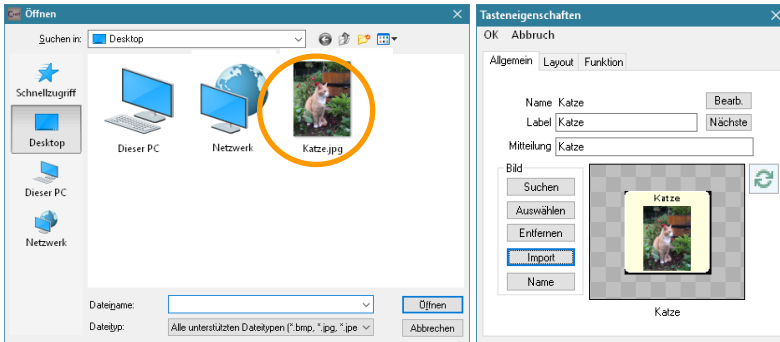 Öffnen
Suchen in:
Desktop
Schnellzugriff
Desktop
Dieser PC
Netzwerk
Dieser PC
Netzwerk
Katze.jpg
Dateiname:
Öffnen
Dateityp:
Alle unterstützten Dateitypen (*.bmp, *.jpg, *.jpe
Abbrechen
Tasteneigenschaften
OK Abbruch
Allgemein Layout Funktion
Name Katze
Bearb.
Label Katze
Nächste
Mitteilung Katze
Bild
Suchen
Auswählen
Entfernen
Import
Name
Katze
Katze